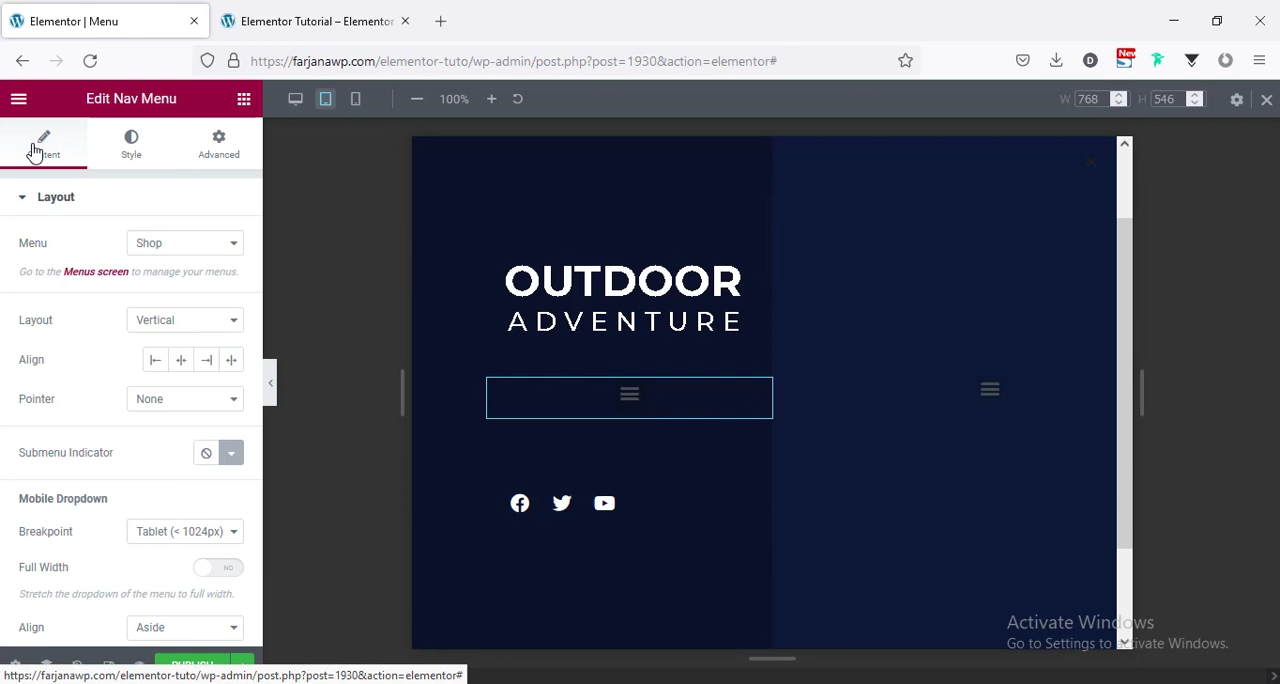 Elementor | Menu
Elementor Tutorial – Elementor
https://farjanawp.com/elementor-tuto/wp-admin/post.php?post=1930&action=elementor#
New
D
Edit Nav Menu
100%
W 768
H 546
Style
Advanced
Layout
Menu
Shop
Go to the Menus screen to manage your menus.
Layout
Vertical
Align
Pointer
None
Submenu Indicator
Mobile Dropdown
Breakpoint
Tablet (< 1024px)
Full Width
NO
Stretch the dropdown of the menu to full width.
Align
Aside
PUBLISH
https://farjanawp.com/elementor-tuto/wp-admin/post.php?post=1930&action=elementor#
OUTDOOR
ADVENTURE
Activate Windows
Go to Settings to activate Windows.